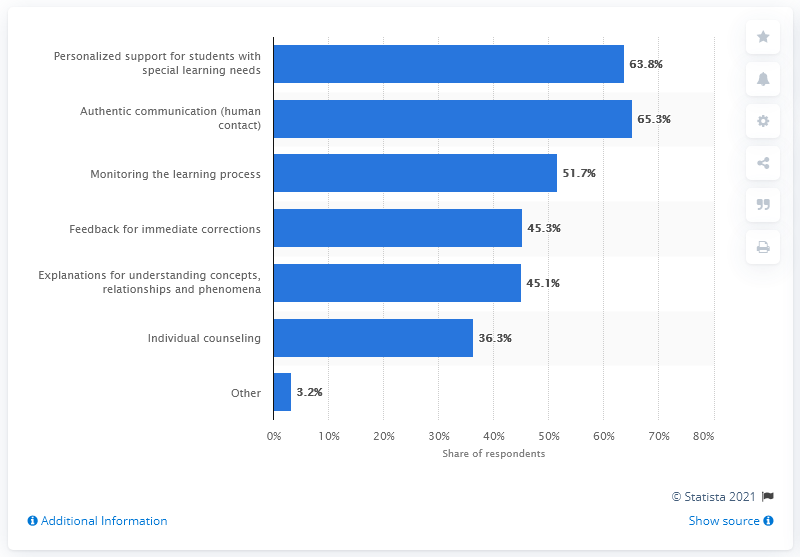 Personalized support for students with
special learning needs
63.8%
Authentic communication (human
contact)
65.3%
Monitoring the learning process
51.7%
Feedback for immediate corrections
45.3%
Explanations for understanding concepts,
relationships and phenomena
45.1%
Individual counseling
36.3%
Other
3.2%
0% 10% 20% 30% 40% 50% 60% 70% 80%
Share of respondents
© Statista 2021
Additional Information
Show source